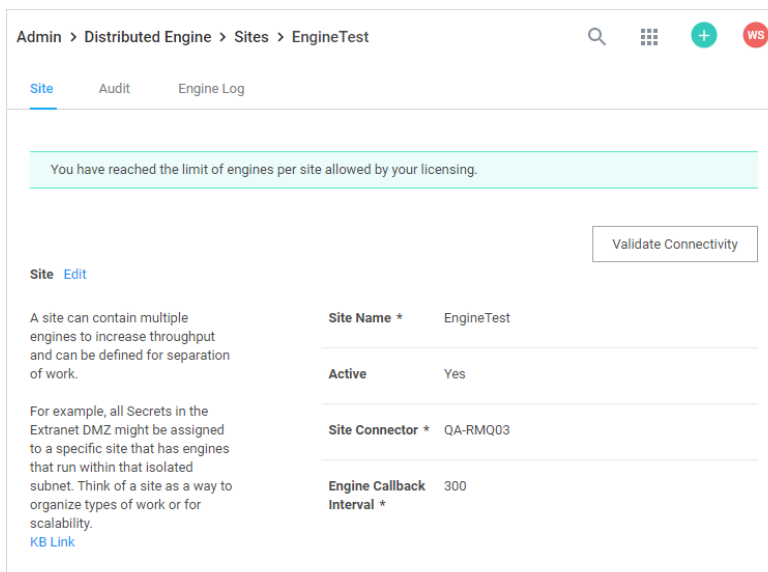 Admin > Distributed Engine > Sites > EngineTest
WS
Site Audit Engine Log
You have reached the limit of engines per site allowed by your licensing.
Validate Connectivity
Site Edit
A site can contain multiple
engines to increase throughput
and can be defined for separation
of work.
For example, all Secrets in the
Extranet DMZ might be assigned
to a specific site that has engines
that run within that isolated
subnet. Think of a site as a way to
organize types of work or for
scalability.
KB Link
Site Name * EngineTest
Active Yes
Site Connector * QA-RMQ03
Engine Callback 300
Interval *